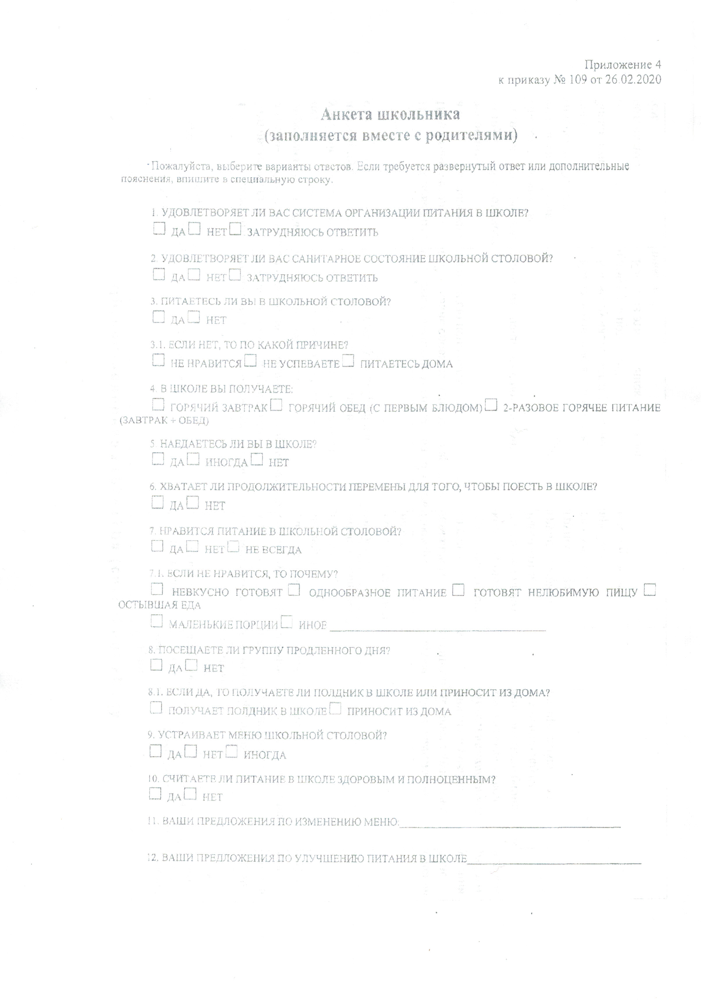 Приложение 4
к приказу № 109 от 26.02.2020
Анкета школьника
(заполняется вместе с родителями)
Пожалуйста, выберите варианты ответов. Если требуется развернутый ответ или дополнительные
пояснения, впишите в специальную строку.
1. УДОВЛЕТВОРЯЕТ ЛИ ВАС СИСТЕМА ОРГАНИЗАЦИИ ПИТАНИЯ В ШКОЛЕ?
☐ ДА ☐ НЕТ ☐ ЗАТРУДНЯЮСЬ ОТВЕТИТЬ
2. УДОВЛЕТВОРЯЕТ ЛИ ВАС САНИТАРНОЕ СОСТОЯНИЕ ШКОЛЬНОЙ СТОЛОВОЙ?
☐ ДА ☐ НЕТ ☐ ЗАТРУДНЯЮСЬ ОТВЕТИТЬ
3. ПИТАЕТЕСЬ ЛИ ВЫ В ШКОЛЬНОЙ СТОЛОВОЙ?
☐ ДА ☐ НЕТ
3.1. ЕСЛИ НЕТ, ТО ПО КАКОЙ ПРИЧИНЕ?
☐ НЕ НРАВИТСЯ ☐ НЕ УСПЕВАЕТЕ ☐ ПИТАЕТЕСЬ ДОМА
4. В ШКОЛЕ ВЫ ПОЛУЧАЕТЕ:
☐ ГОРЯЧИЙ ЗАВТРАК ☐ ГОРЯЧИЙ ОБЕД (С ПЕРВЫМ БЛЮДОМ) ☐ 2-РАЗОВОЕ ГОРЯЧЕЕ ПИТАНИЕ
(ЗАВТРАК + ОБЕД)
5. НАЕДАЕТЕСЬ ЛИ ВЫ В ШКОЛЕ?
☐ ДА ☐ ИНОГДА ☐ НЕТ
6. ХВАТАЕТ ЛИ ПРОДОЛЖИТЕЛЬНОСТИ ПЕРЕМЕНЫ ДЛЯ ТОГО, ЧТОБЫ ПОЕСТЬ В ШКОЛЕ?
☐ ДА ☐ НЕТ
7. НРАВИТСЯ ПИТАНИЕ В ШКОЛЬНОЙ СТОЛОВОЙ?
☐ ДА ☐ НЕТ ☐ НЕ ВСЕГДА
7.1. ЕСЛИ НЕ НРАВИТСЯ, ТО ПОЧЕМУ?
☐ НЕВКУСНО ГОТОВЯТ ☐ ОДНООБРАЗНОЕ ПИТАНИЕ ☐ ГОТОВЯТ НЕЛЮБИМУЮ ПИЩУ ☐
ОСТЫВШАЯ ЕДА
☐ МАЛЕНЬКИЕ ПОРЦИИ ☐ ИНОЕ ____________________
8. ПОСЕЩАЕТЕ ЛИ ГРУППУ ПРОДЛЕННОГО ДНЯ?
☐ ДА ☐ НЕТ
8.1. ЕСЛИ ДА, ТО ПОЛУЧАЕТЕ ЛИ ПОЛДНИК В ШКОЛЕ ИЛИ ПРИНОСИТ ИЗ ДОМА?
☐ ПОЛУЧАЕТ ПОЛДНИК В ШКОЛЕ ☐ ПРИНОСИТ ИЗ ДОМА
9. УСТРАИВАЕТ МЕНЮ ШКОЛЬНОЙ СТОЛОВОЙ?
☐ ДА ☐ НЕТ ☐ ИНОГДА
10. СЧИТАЕТЕ ЛИ ПИТАНИЕ В ШКОЛЕ ЗДОРОВЫМ И ПОЛНОЦЕННЫМ?
☐ ДА ☐ НЕТ
11. ВАШИ ПРЕДЛОЖЕНИЯ ПО ИЗМЕНЕНИЮ МЕНЮ:____________________
12. ВАШИ ПРЕДЛОЖЕНИЯ ПО УЛУЧШЕНИЮ ПИТАНИЯ В ШКОЛЕ____________________